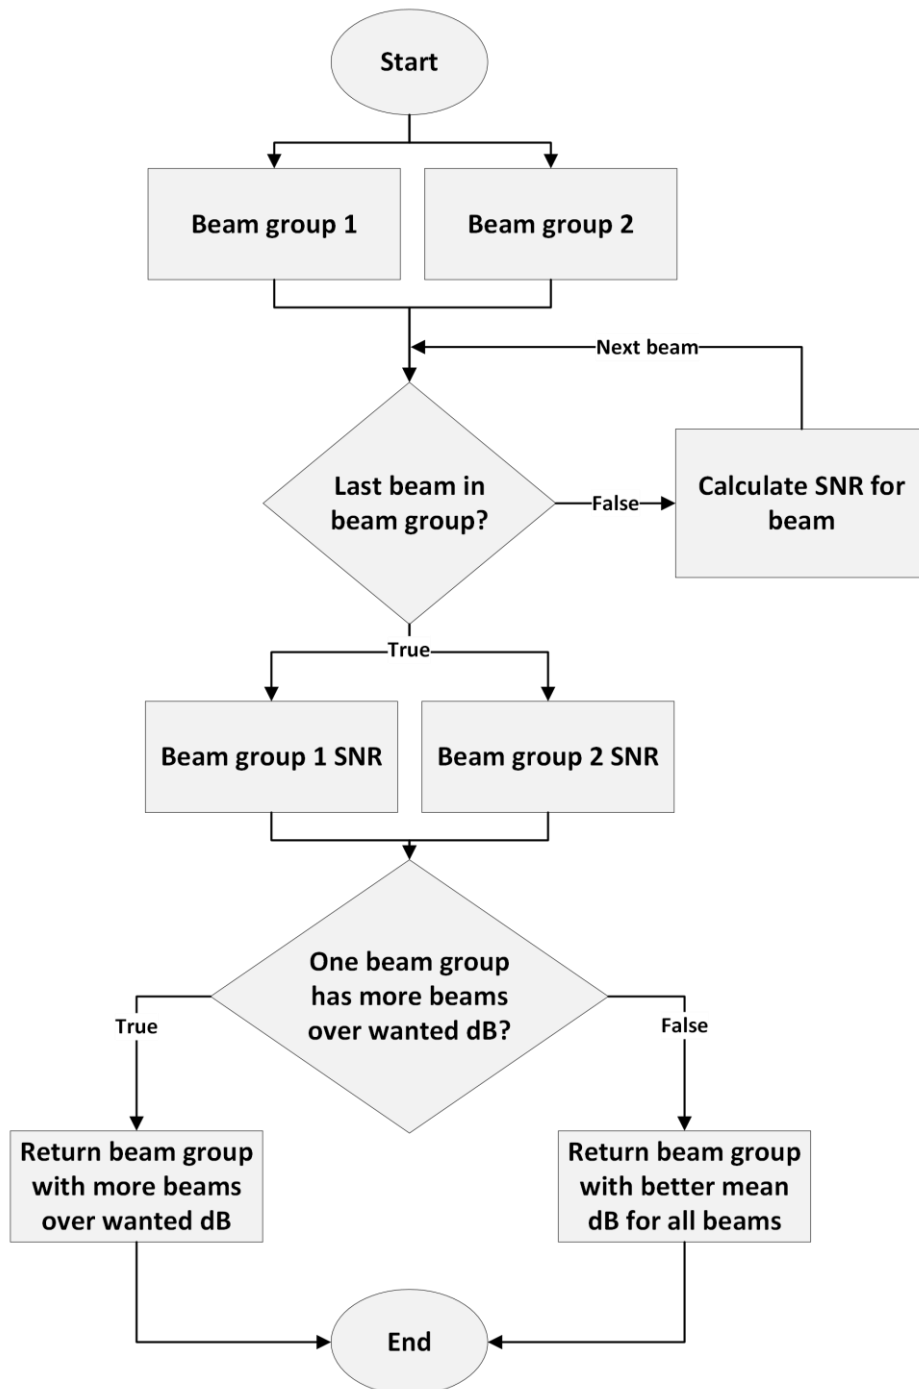 Start
Beam group 1
Beam group 2
Next beam
Last beam in
beam group?
False
Calculate SNR for
beam
True
Beam group 1 SNR
Beam group 2 SNR
One beam group
has more beams
over wanted dB?
True
False
Return beam group
with more beams
over wanted dB
Return beam group
with better mean
dB for all beams
End